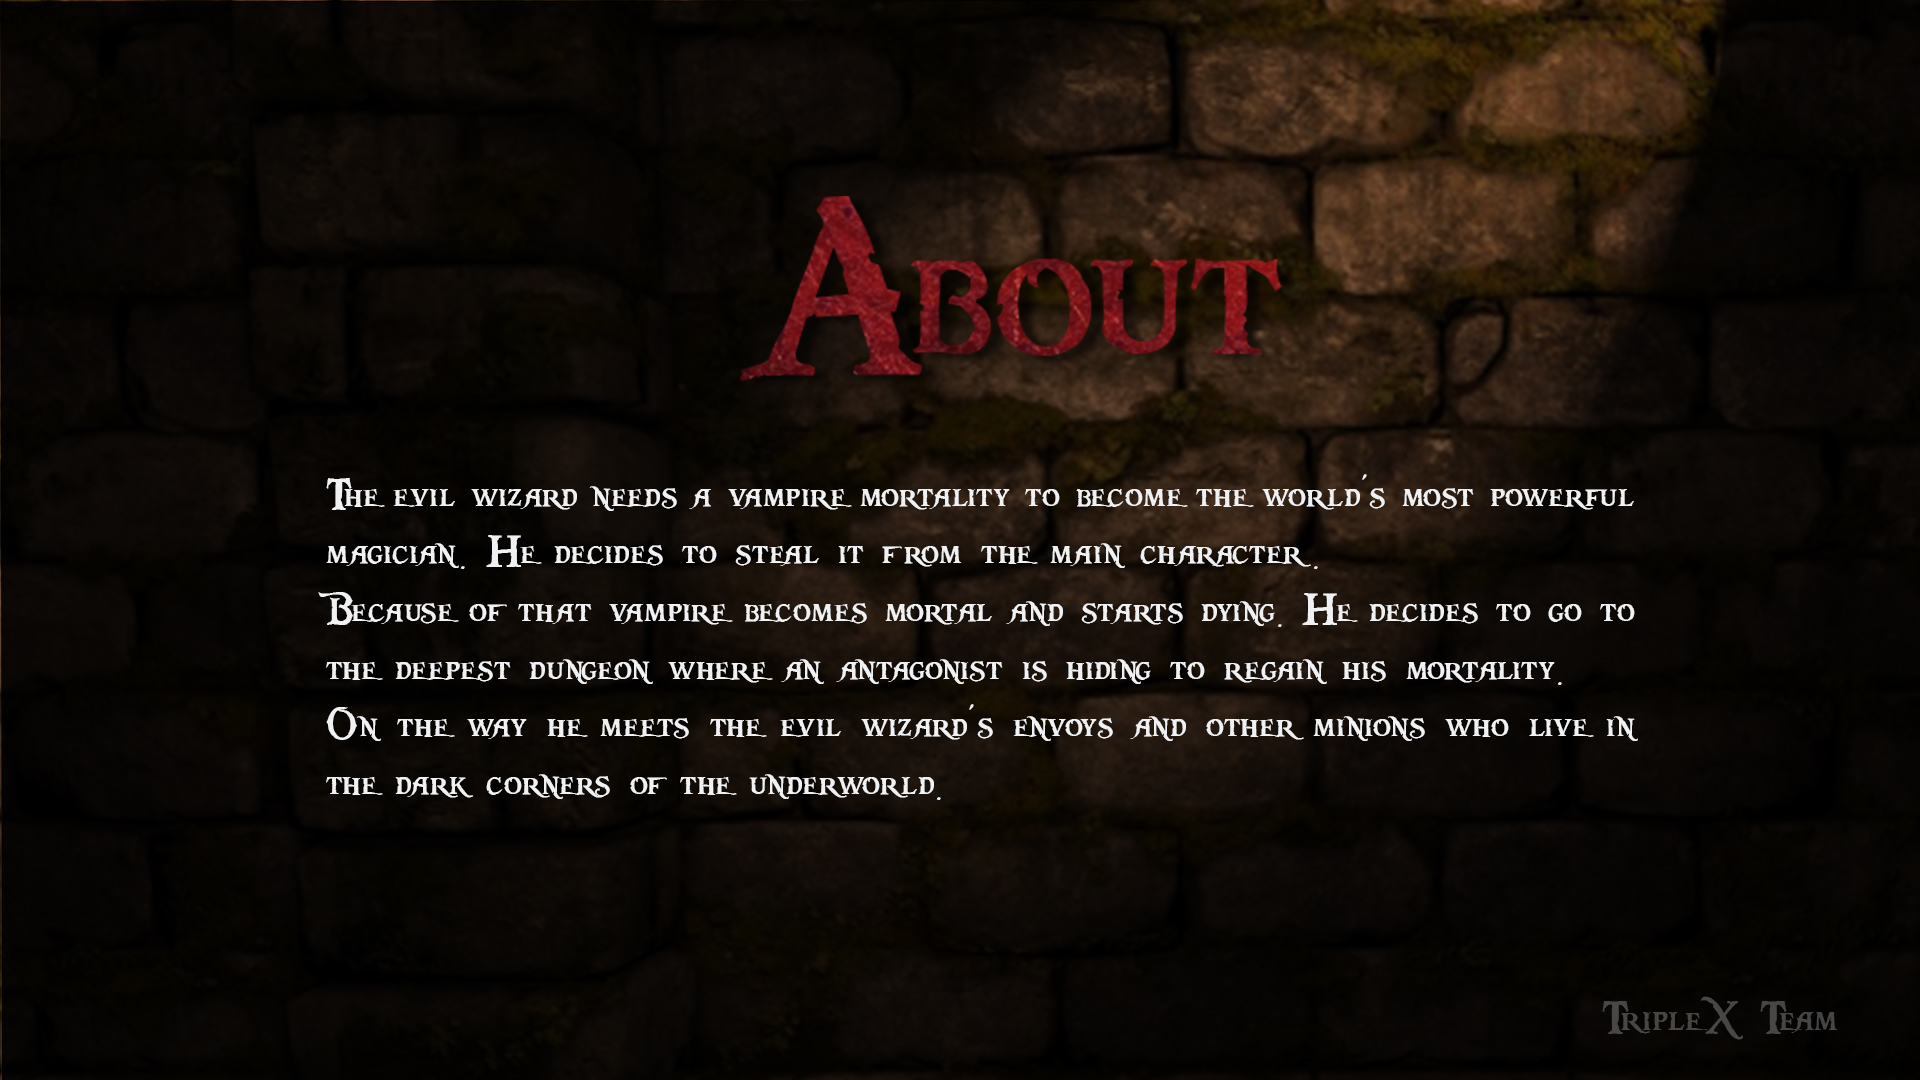 About
The evil wizard needs a vampire mortality to become the world's most powerful
magician. He decides to steal it from the main character.
Because of that vampire becomes mortal and starts dying. He decides to go to
the deepest dungeon where an antagonist is hiding to regain his mortality.
On the way he meets the evil wizard's envoys and other minions who live in
the dark corners of the underworld.
TripleX Team